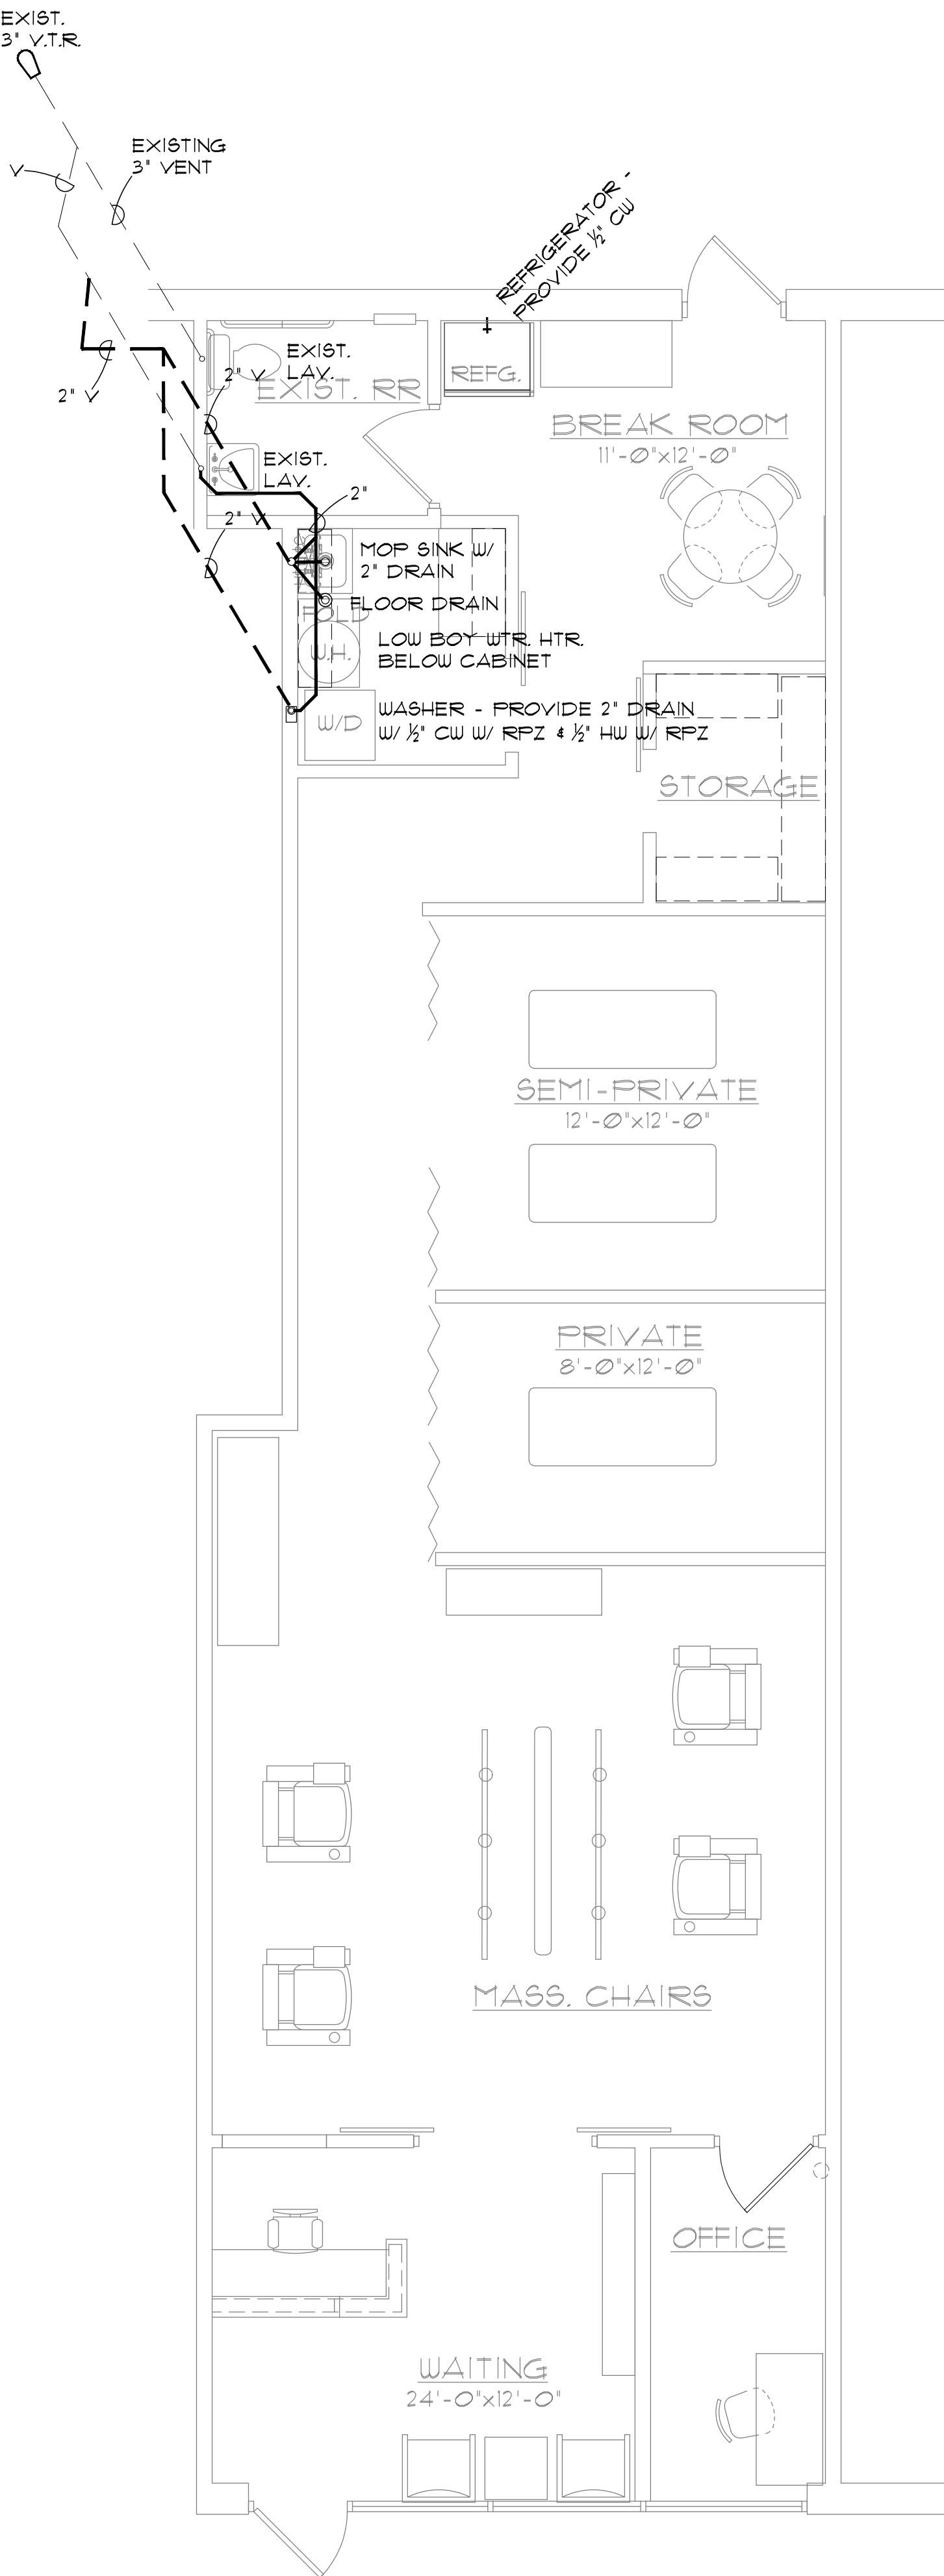 EXIST.
3" V.T.R.
EXISTING
3" VENT
V
REFRIGERATOR -
PROVIDE ½" CW
EXIST.
LAV.
2" V
EXIST. RR
REFG.
2" V
BREAK ROOM
11'-0"x12'-0"
EXIST.
LAV.
2"
2" V
MOP SINK W/
2" DRAIN
FLOOR DRAIN
FOLD
LOW BOY WTR. HTR.
BELOW CABINET
W.H.
WASHER - PROVIDE 2" DRAIN
W/ ½" CW W/ RPZ & ½" HW W/ RPZ
W/D
STORAGE
SEMI-PRIVATE
12'-0"x12'-0"
PRIVATE
8'-0"x12'-0"
MASS. CHAIRS
OFFICE
WAITING
24'-0"x12'-0"